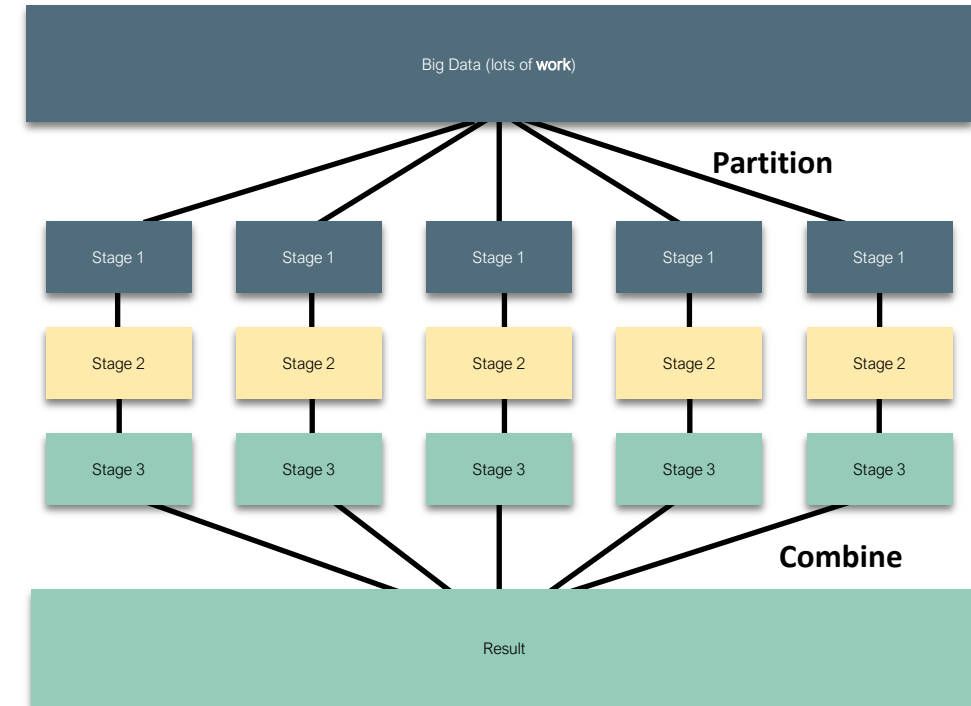 Big Data (lots of work)
Partition
Stage 1
Stage 1
Stage 1
Stage 1
Stage 1
Stage 2
Stage 2
Stage 2
Stage 2
Stage 2
Stage 3
Stage 3
Stage 3
Stage 3
Stage 3
Combine
Result